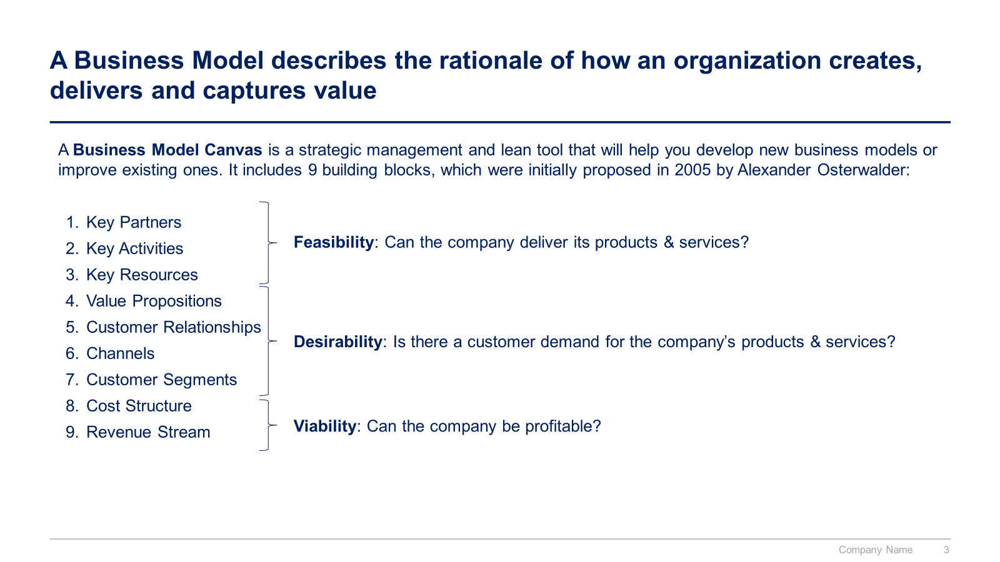 A Business Model describes the rationale of how an organization creates,
delivers and captures value
A Business Model Canvas is a strategic management and lean tool that will help you develop new business models or
improve existing ones. It includes 9 building blocks, which were initially proposed in 2005 by Alexander Osterwalder:
1. Key Partners
2. Key Activities
3. Key Resources
Feasibility: Can the company deliver its products & services?
4. Value Propositions
5. Customer Relationships
6. Channels
7. Customer Segments
Desirability: Is there a customer demand for the company’s products & services?
8. Cost Structure
9. Revenue Stream
Viability: Can the company be profitable?
Company Name 3